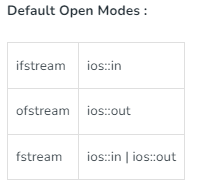 Default Open Modes :
ifstream ios::in
ofstream ios::out
fstream ios::in | ios::out